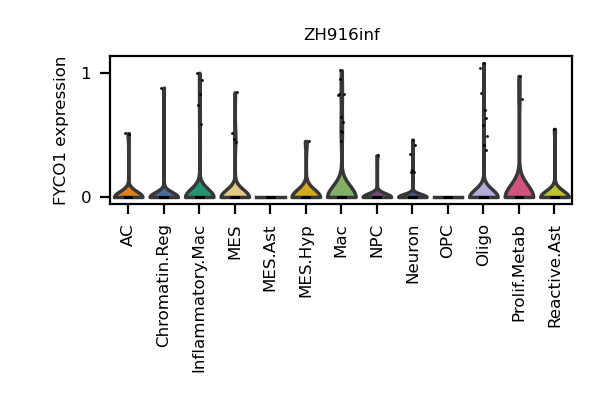 ZH916inf
FYCO1 expression
1
0
AC
Chromatin.Reg
Inflammatory.Mac
MES
MES.Ast
MES.Hyp
Mac
NPC
Neuron
OPC
Oligo
Prolif.Metab
Reactive.Ast